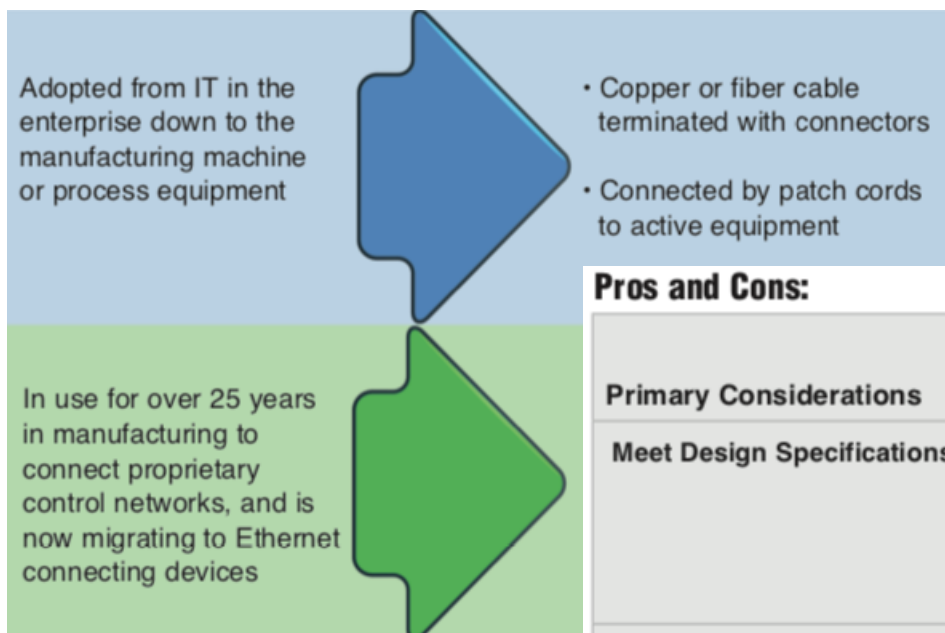 Adopted from IT in the
enterprise down to the
manufacturing machine
or process equipment
• Copper or fiber cable
terminated with connectors
• Connected by patch cords
to active equipment
In use for over 25 years
in manufacturing to
connect proprietary
control networks, and is
now migrating to Ethernet
connecting devices
Pros and Cons:
Primary Considerations
Meet Design Specifications